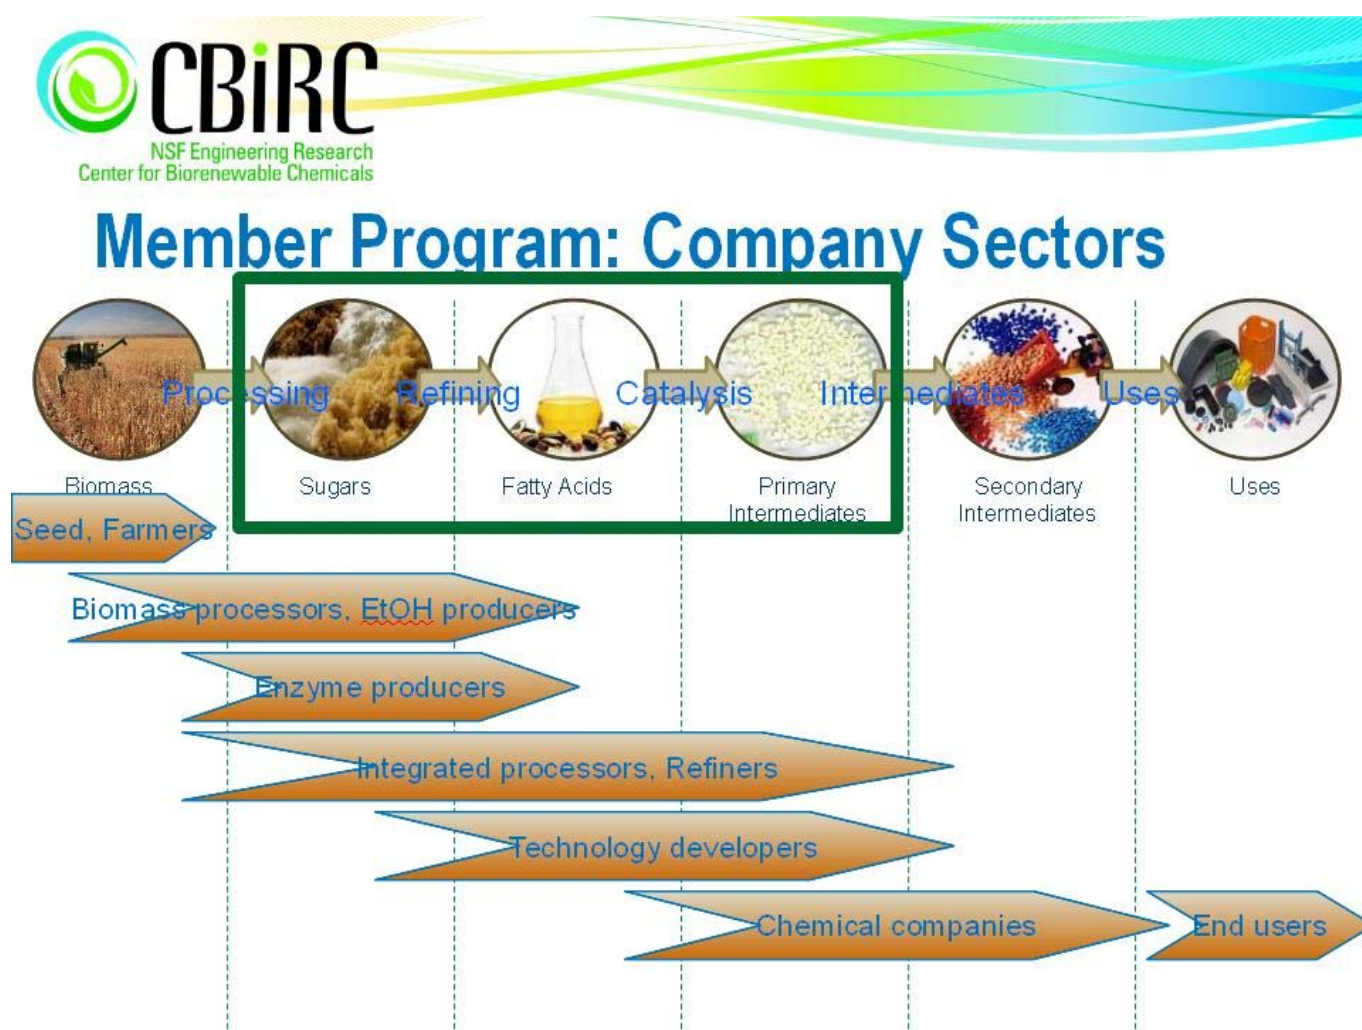 CBiRC
NSF Engineering Research
Center for Biorenewable Chemicals
Member Program: Company Sectors
Processing
Refining
Catalysis
Intermediates
Uses
Biomass
Sugars
Fatty Acids
Primary
Intermediates
Secondary
Intermediates
Uses
Seed, Farmers
Biomass processors, EtOH producers
Enzyme producers
Integrated processors, Refiners
Technology developers
Chemical companies
End users